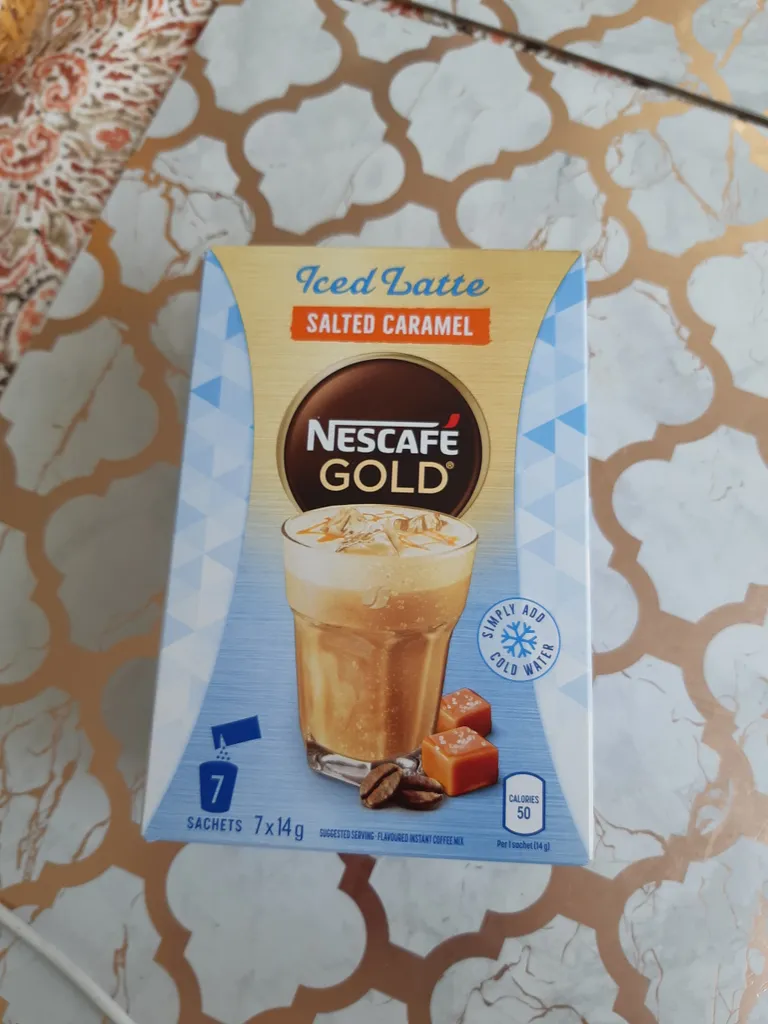 Iced Latte
SALTED CARAMEL
NESCAFÉ
GOLD®
SIMPLY ADD
COLD WATER
7
SACHETS 7x14g
SUGGESTED SERVING · FLAVOURED INSTANT COFFEE MIX
CALORIES
50
Per 1 sachet (14 g)